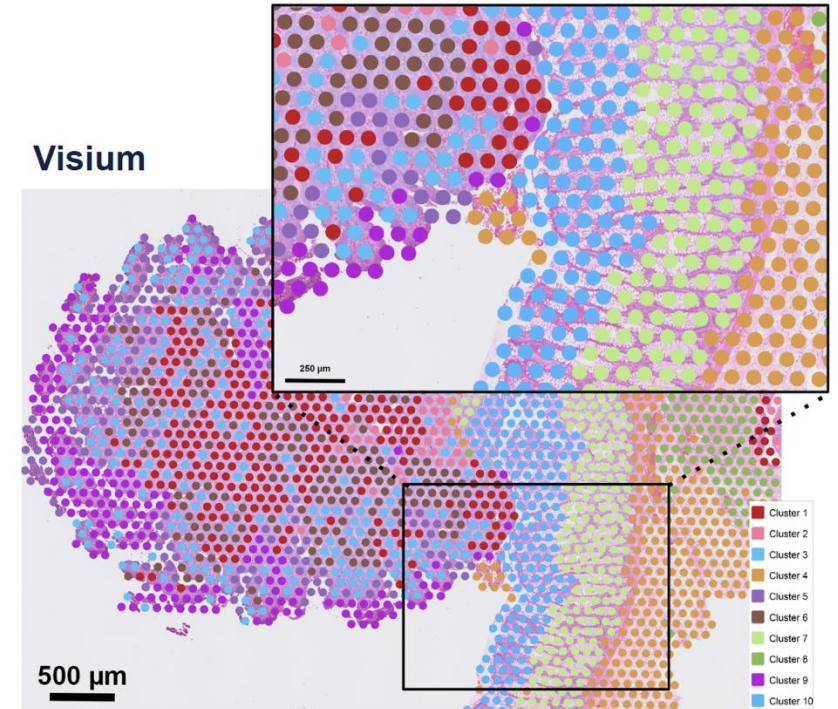 Visium
250 µm
500 µm
Cluster 1
Cluster 2
Cluster 3
Cluster 4
Cluster 5
Cluster 6
Cluster 7
Cluster 8
Cluster 9
Cluster 10